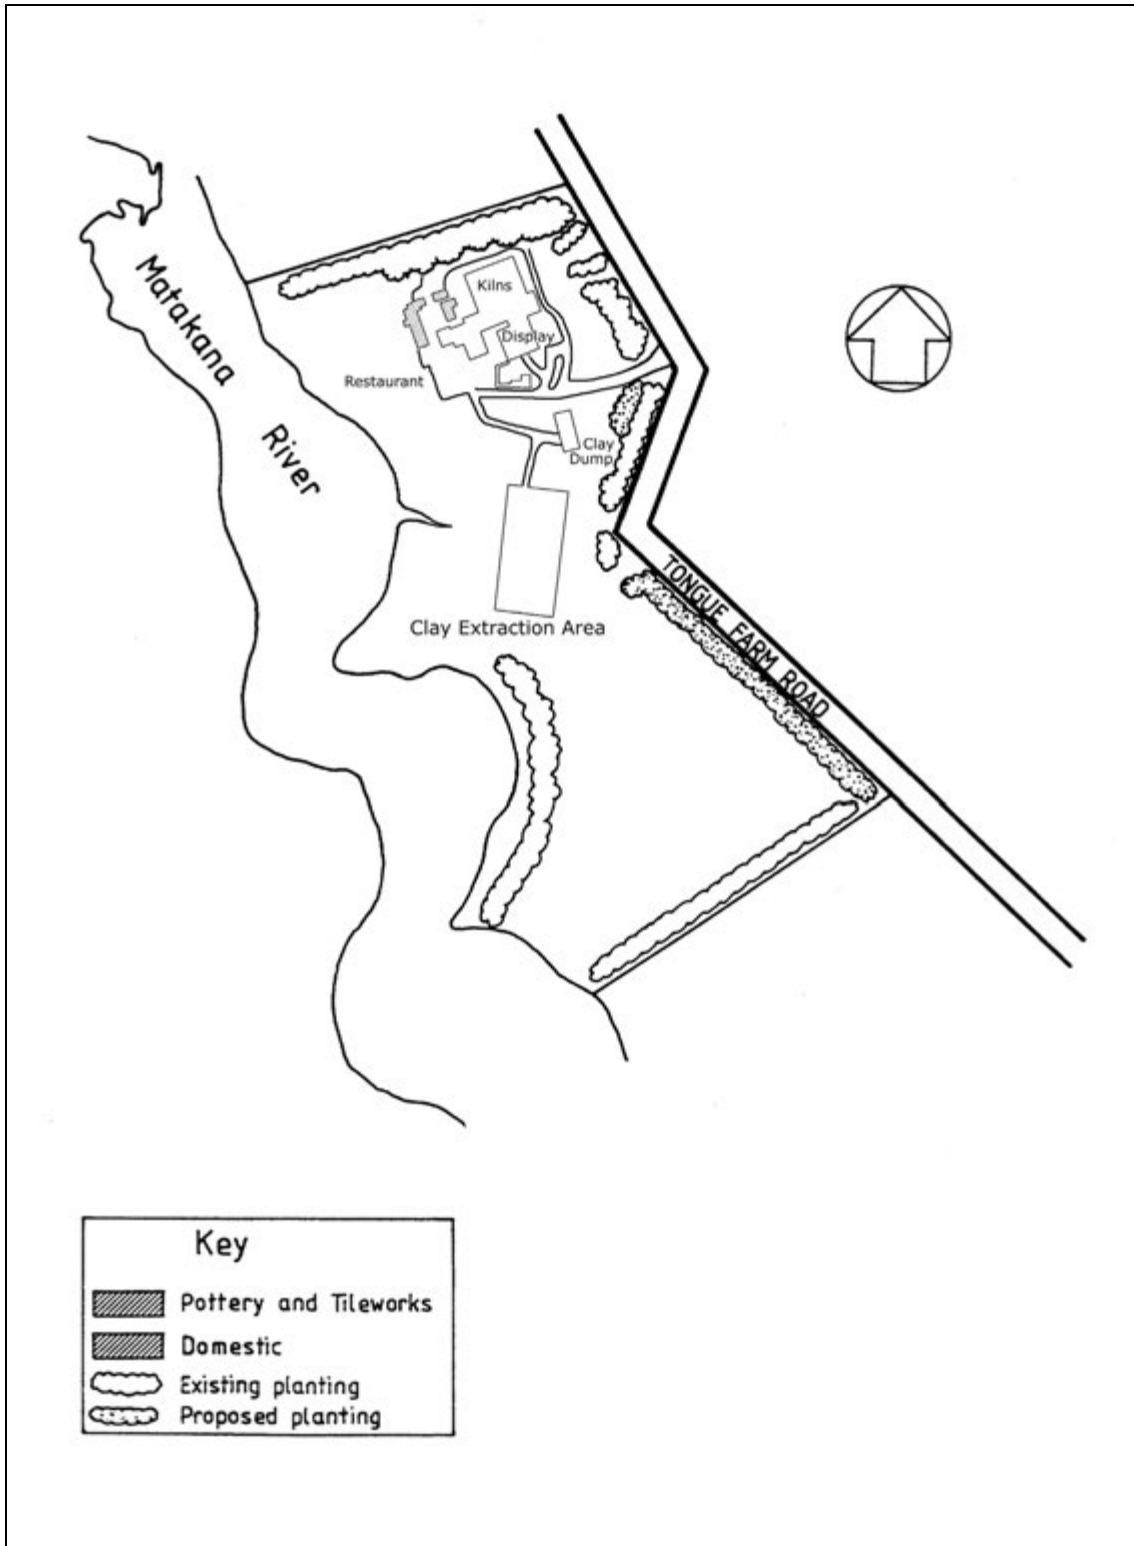 Matakana
River
Kilns
Display
Restaurant
Clay
Dump
Clay Extraction Area
TONGUE FARM ROAD
Key
Pottery and Tileworks
Domestic
Existing planting
Proposed planting